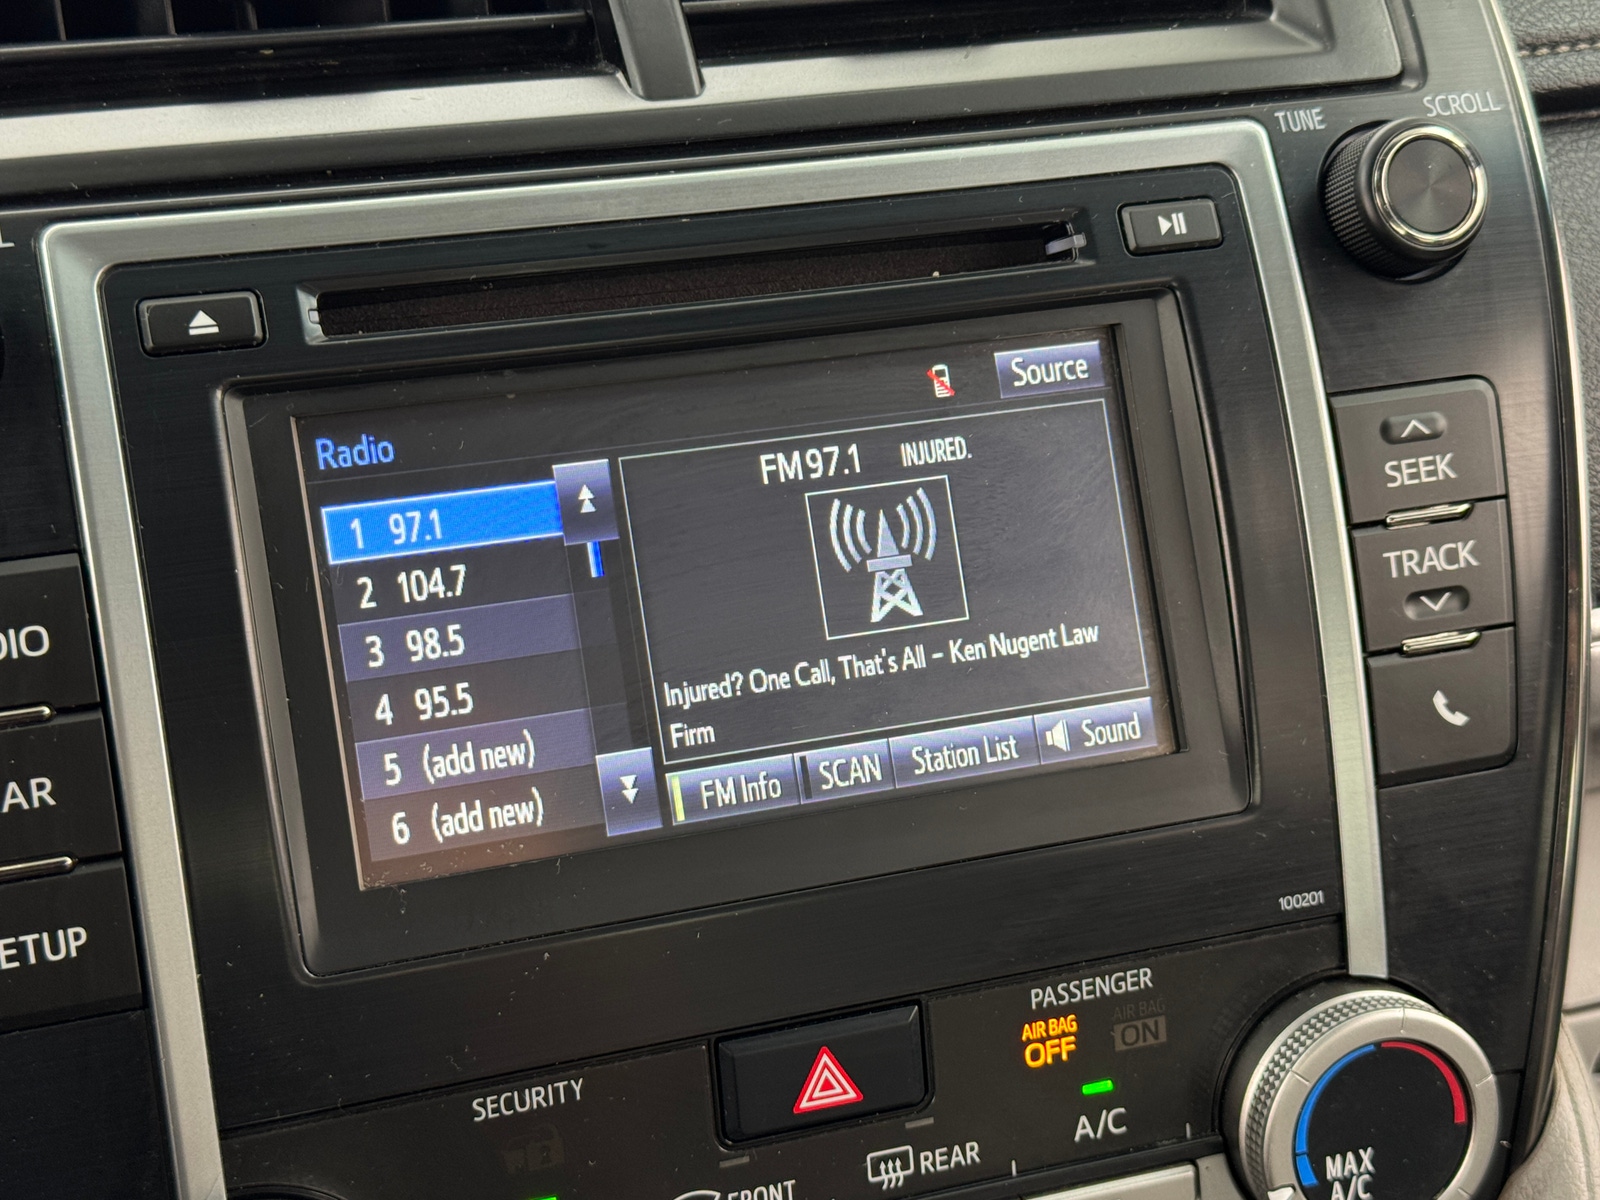 TUNE
SCROLL
Source
Radio
FM 97.1 INJURED.
1 97.1
2 104.7
3 98.5
4 95.5
5 (add new)
6 (add new)
Injured? One Call, That's All – Ken Nugent Law
Firm
FM Info
SCAN
Station List
Sound
SEEK
TRACK
DIO
AR
ETUP
100201
PASSENGER
AIR BAG
OFF
AIR BAG
ON
SECURITY
A/C
REAR
FRONT
MAX
A/C